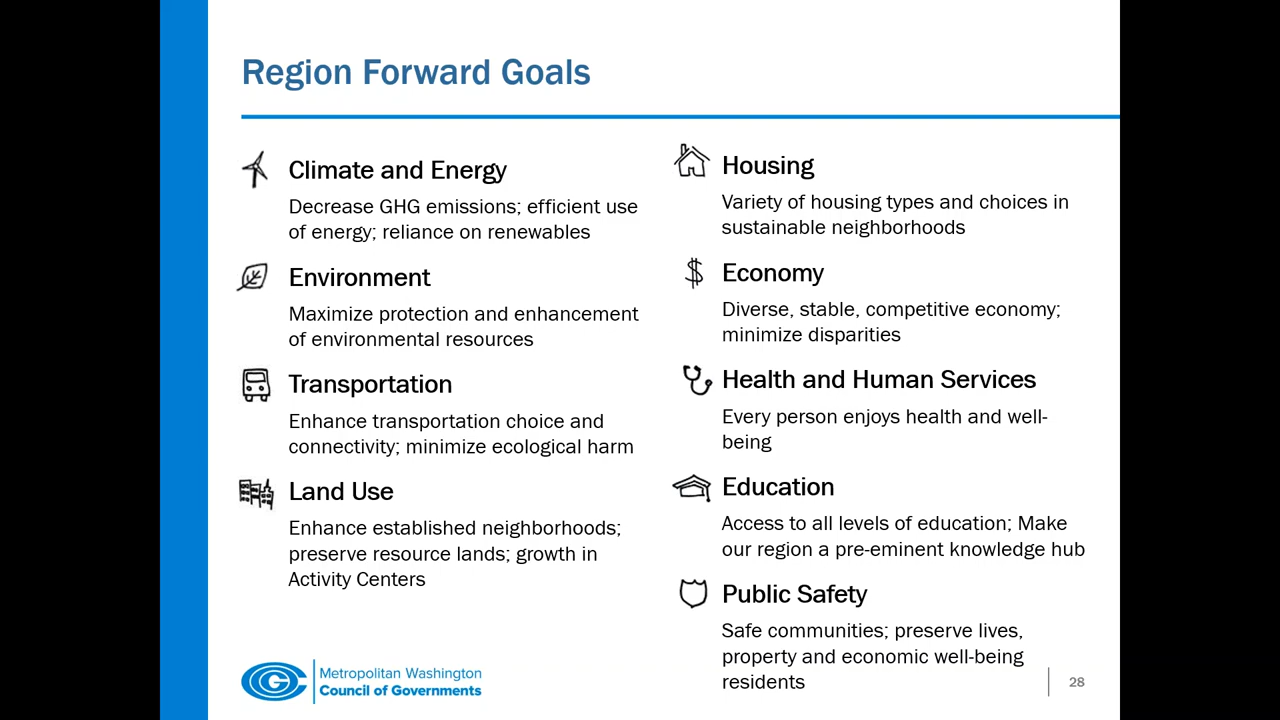 Region Forward Goals
Climate and Energy
Decrease GHG emissions; efficient use
of energy; reliance on renewables
Environment
Maximize protection and enhancement
of environmental resources
Transportation
Enhance transportation choice and
connectivity; minimize ecological harm
Land Use
Enhance established neighborhoods;
preserve resource lands; growth in
Activity Centers
Housing
Variety of housing types and choices in
sustainable neighborhoods
Economy
Diverse, stable, competitive economy;
minimize disparities
Health and Human Services
Every person enjoys health and well-
being
Education
Access to all levels of education; Make
our region a pre-eminent knowledge hub
Public Safety
Safe communities; preserve lives,
property and economic well-being
residents
Metropolitan Washington
Council of Governments
28